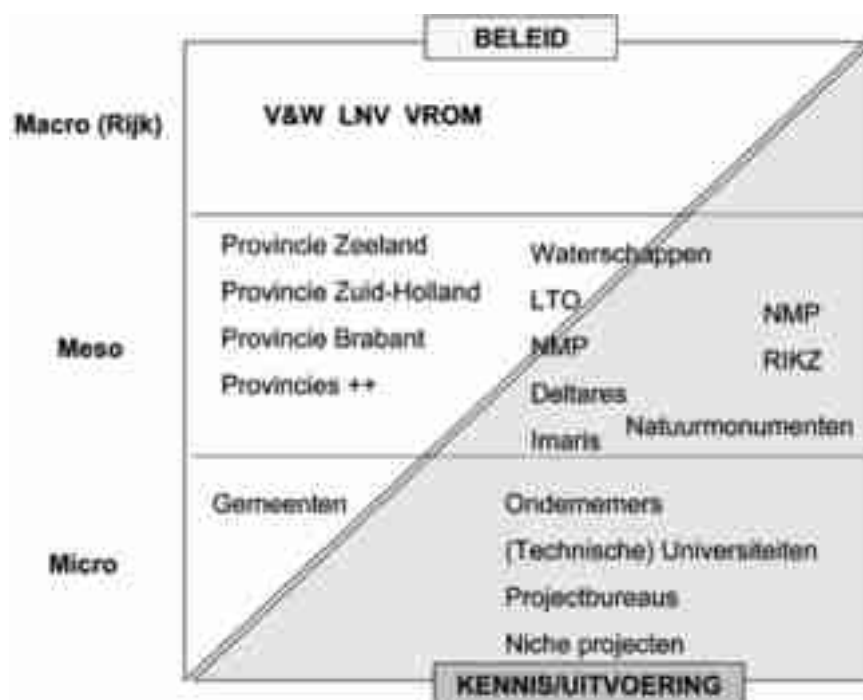 BELEID
Macro (Rijk)
V&W LNV VROM
Meso
Provincie Zeeland
Provincie Zuid-Holland
Provincie Brabant
Provincies ++
Waterschappen
LTO
NMP
Deltares
Imaris
NMP
RIKZ
Natuurmonumenten
Micro
Gemeenten
Ondernemers
(Technische) Universiteiten
Projectbureaus
Niche projecten
KENNIS/UITVOERING